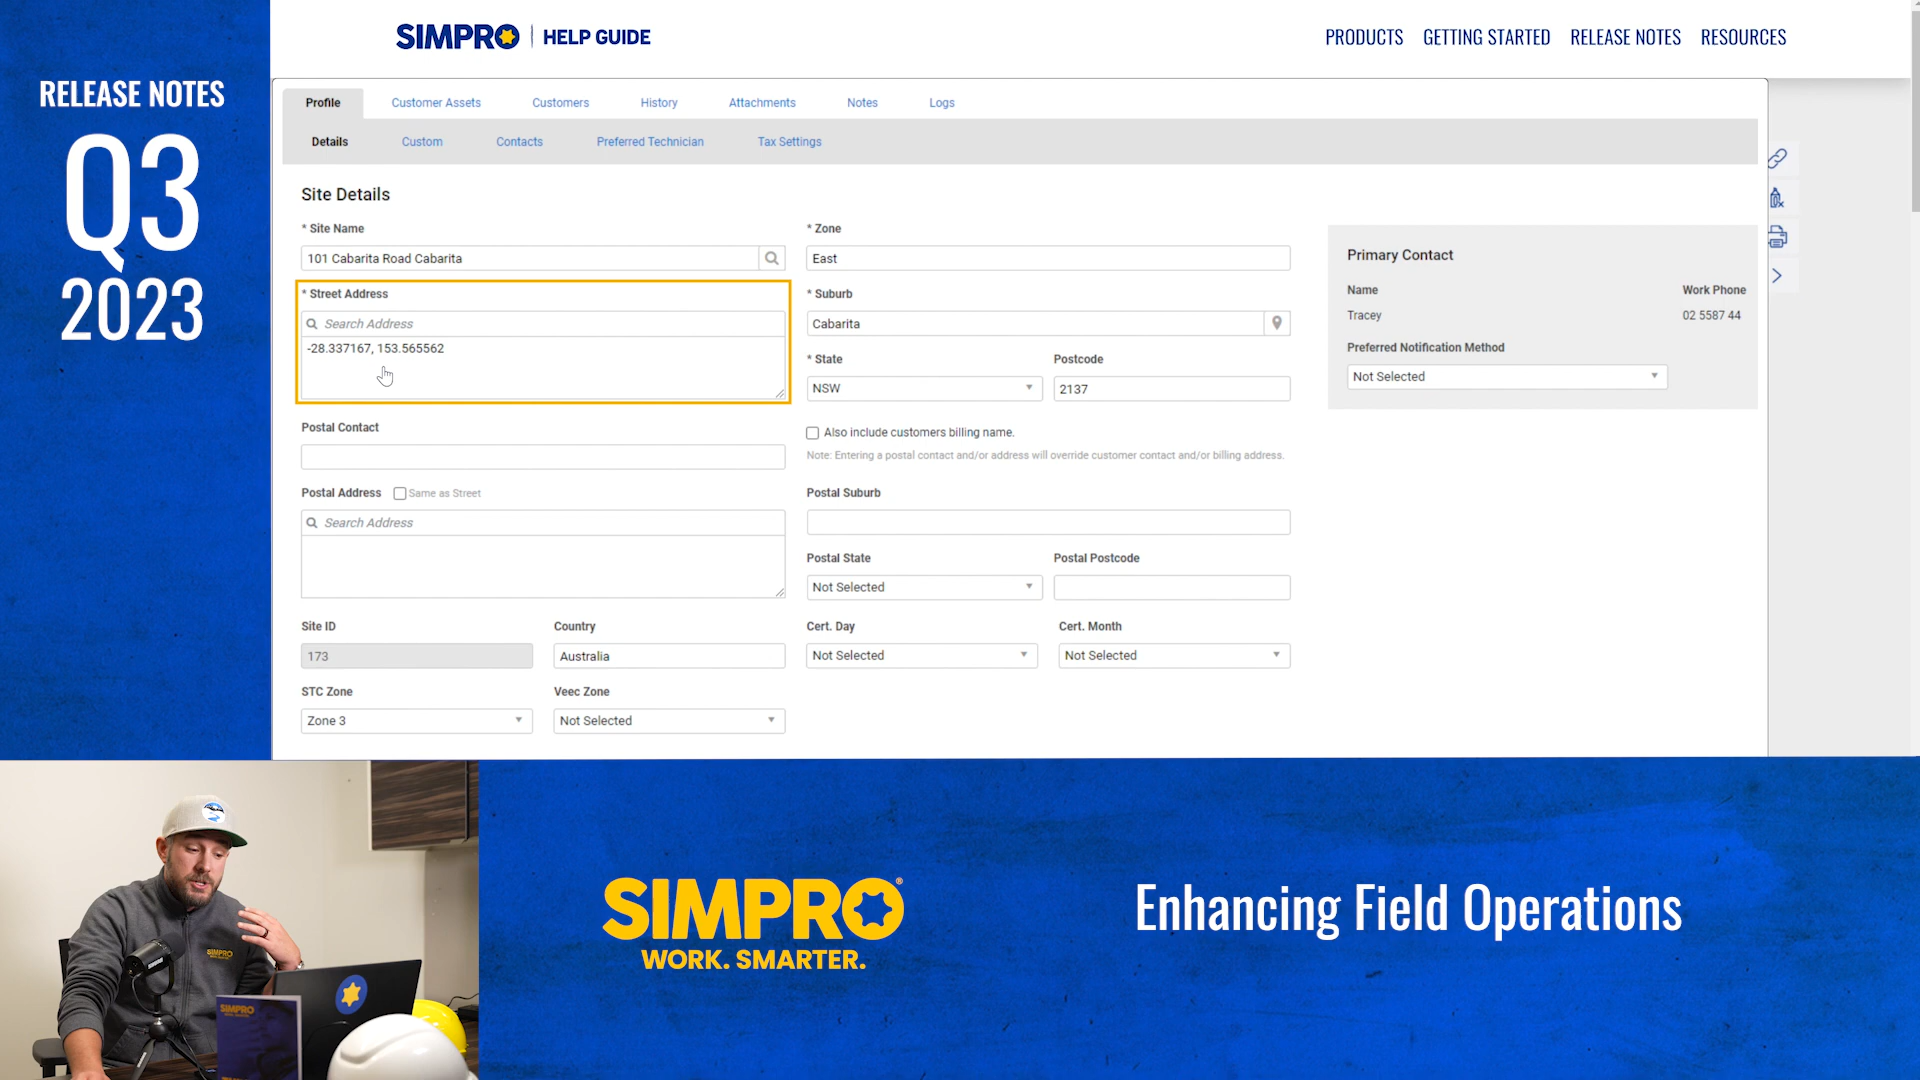 RELEASE NOTES
Q3
2023
SIMPRO | HELP GUIDE
PRODUCTS GETTING STARTED RELEASE NOTES RESOURCES
Profile Customer Assets Customers History Attachments Notes Logs
Details Custom Contacts Preferred Technician Tax Settings
Site Details
* Site Name
101 Cabarita Road Cabarita
* Zone
East
* Street Address
Search Address
-28.337167, 153.565562
* Suburb
Cabarita
* State
NSW
Postcode
2137
Primary Contact
Name Work Phone
Tracey 02 5587 44
Preferred Notification Method
Not Selected
Postal Contact
Also include customers billing name.
Note: Entering a postal contact and/or address will override customer contact and/or billing address.
Postal Address Same as Street
Search Address
Postal Suburb
Postal State
Not Selected
Postal Postcode
Site ID
173
Country
Australia
Cert. Day
Not Selected
Cert. Month
Not Selected
STC Zone
Zone 3
Veec Zone
Not Selected
SIMPRO
SIMPRO
SIMPRO®
WORK. SMARTER.
Enhancing Field Operations